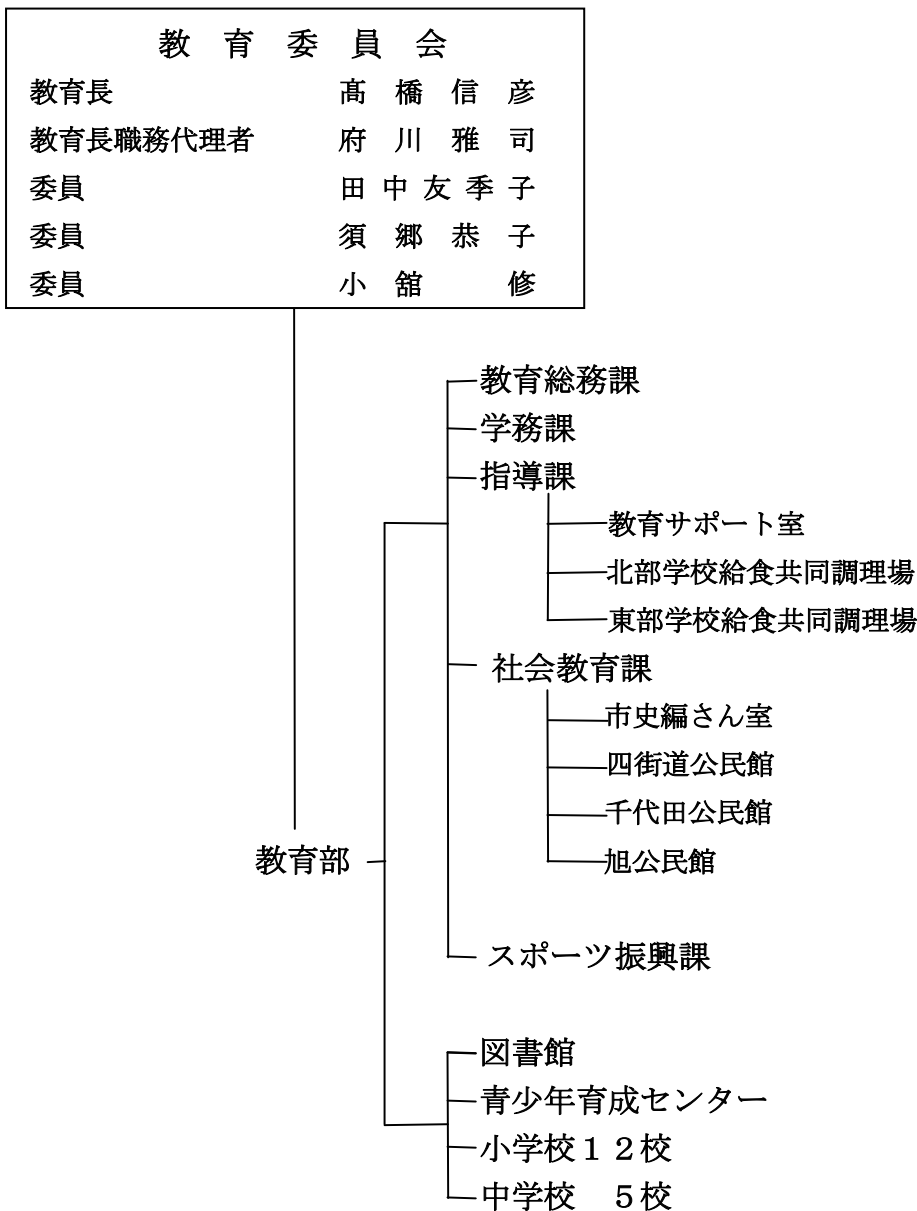 教　育　委　員　会
教育長　髙　橋　信　彦
教育長職務代理者　府　川　雅　司
委員　田 中 友 季 子
委員　須　郷　恭　子
委員　小　舘　　　修
教育総務課
学務課
指導課
教育サポート室
北部学校給食共同調理場
東部学校給食共同調理場
社会教育課
市史編さん室
四街道公民館
千代田公民館
旭公民館
教育部
スポーツ振興課
図書館
青少年育成センター
小学校１２校
中学校　５校